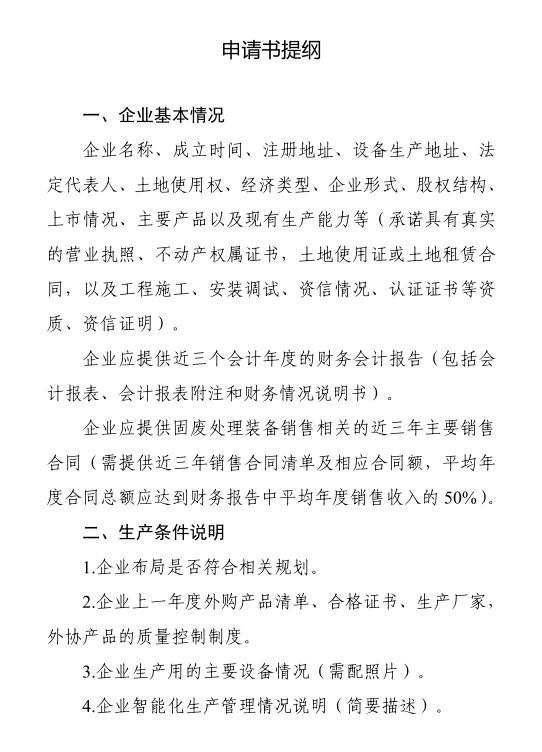 申请书提纲
一、企业基本情况
企业名称、成立时间、注册地址、设备生产地址、法
定代表人、土地使用权、经济类型、企业形式、股权结构、
上市情况、主要产品以及现有生产能力等（承诺具有真实
的营业执照、不动产权属证书，土地使用证或土地租赁合
同，以及工程施工、安装调试、资信情况、认证证书等资
质、资信证明）。
企业应提供近三个会计年度的财务会计报告（包括会
计报表、会计报表附注和财务情况说明书）。
企业应提供固废处理装备销售相关的近三年主要销售
合同（需提供近三年销售合同清单及相应合同额，平均年
度合同总额应达到财务报告中平均年度销售收入的 50%）。
二、生产条件说明
1.企业布局是否符合相关规划。
2.企业上一年度外购产品清单、合格证书、生产厂家，
外协产品的质量控制制度。
3.企业生产用的主要设备情况（需配照片）。
4.企业智能化生产管理情况说明（简要描述）。